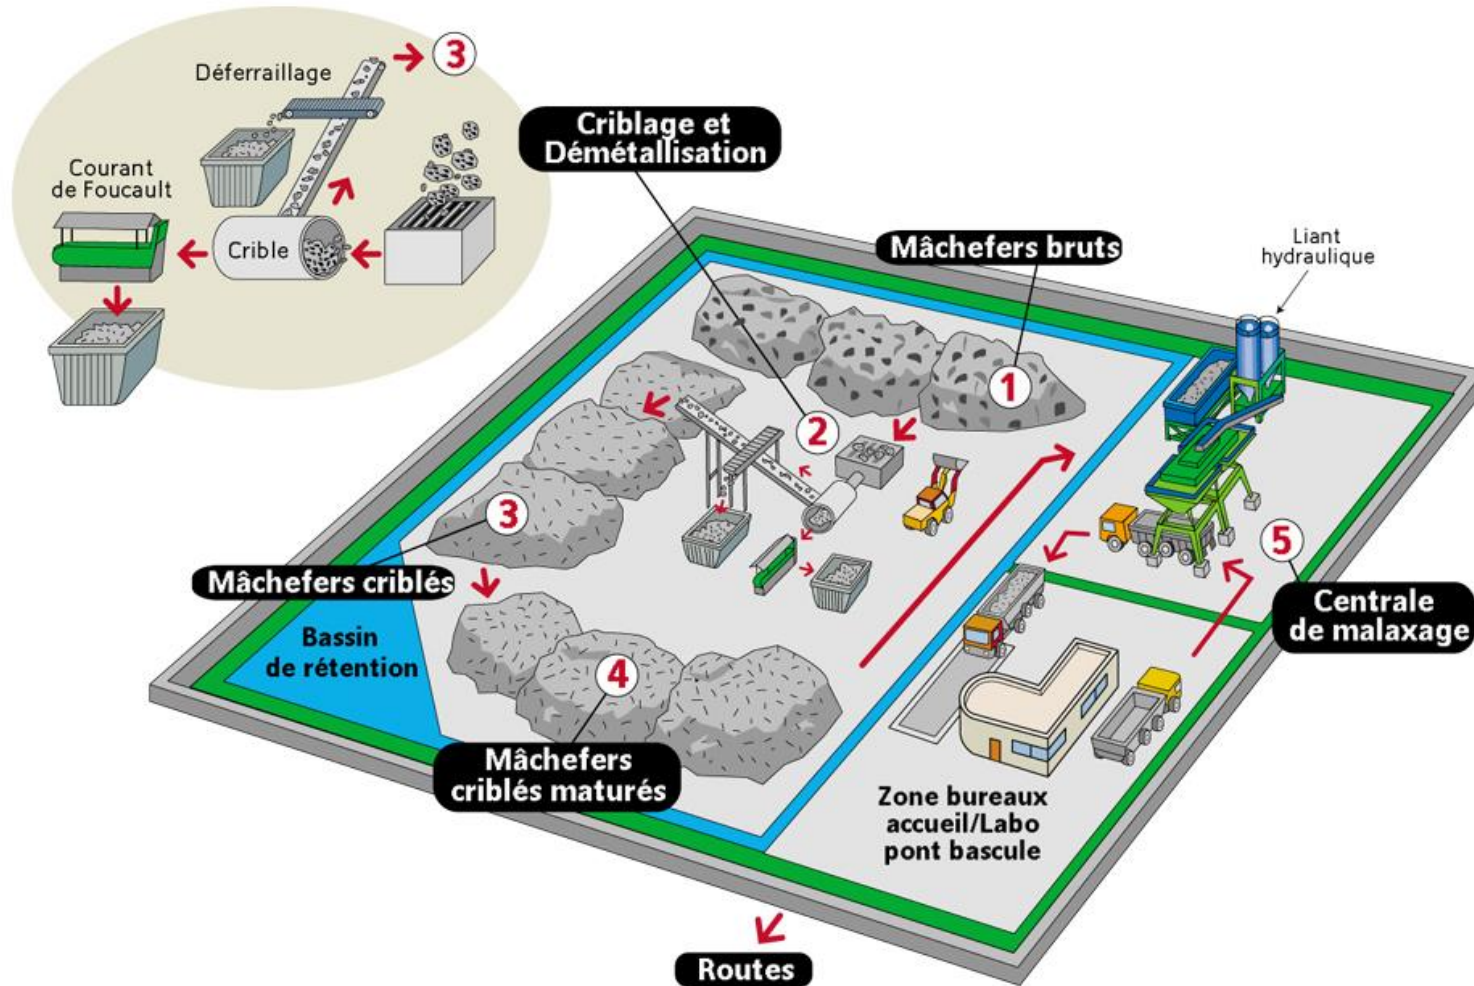 3
Déferraillage
Courant
de Foucault
Crible
Criblage et
Démétallisation
Mâchefers bruts
Liant
hydraulique
1
2
3
Mâchefers criblés
Bassin
de rétention
4
Mâchefers
criblés maturés
5
Centrale
de malaxage
Zone bureaux
accueil/Labo
pont bascule
Routes